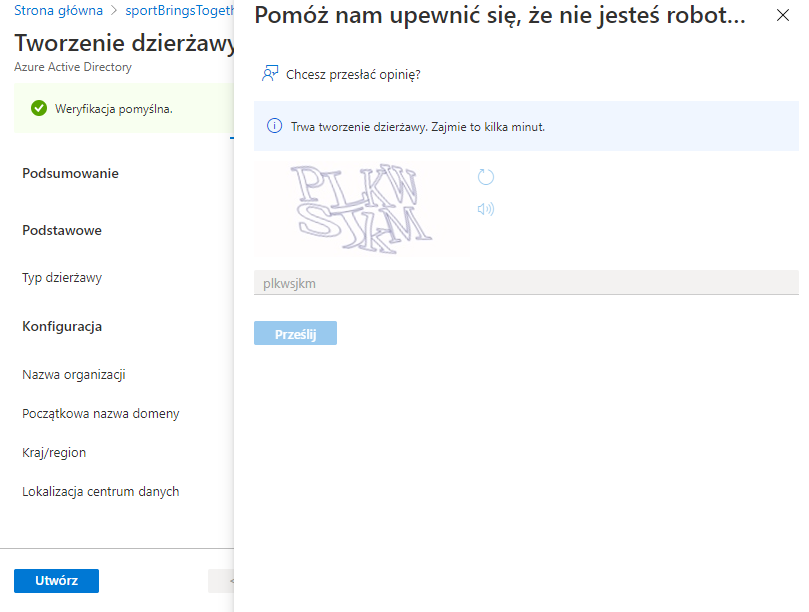 Strona główna > sportBringsTogeth
Tworzenie dzierżawy
Azure Active Directory
Weryfikacja pomyślna.
Podsumowanie
Podstawowe
Typ dzierżawy
Konfiguracja
Nazwa organizacji
Początkowa nazwa domeny
Kraj/region
Lokalizacja centrum danych
Utwórz
<
Pomóż nam upewnić się, że nie jesteś robot...
Chcesz przesłać opinię?
Trwa tworzenie dzierżawy. Zajmie to kilka minut.
PLKW
SJKM
plkwsjkm
Prześlij